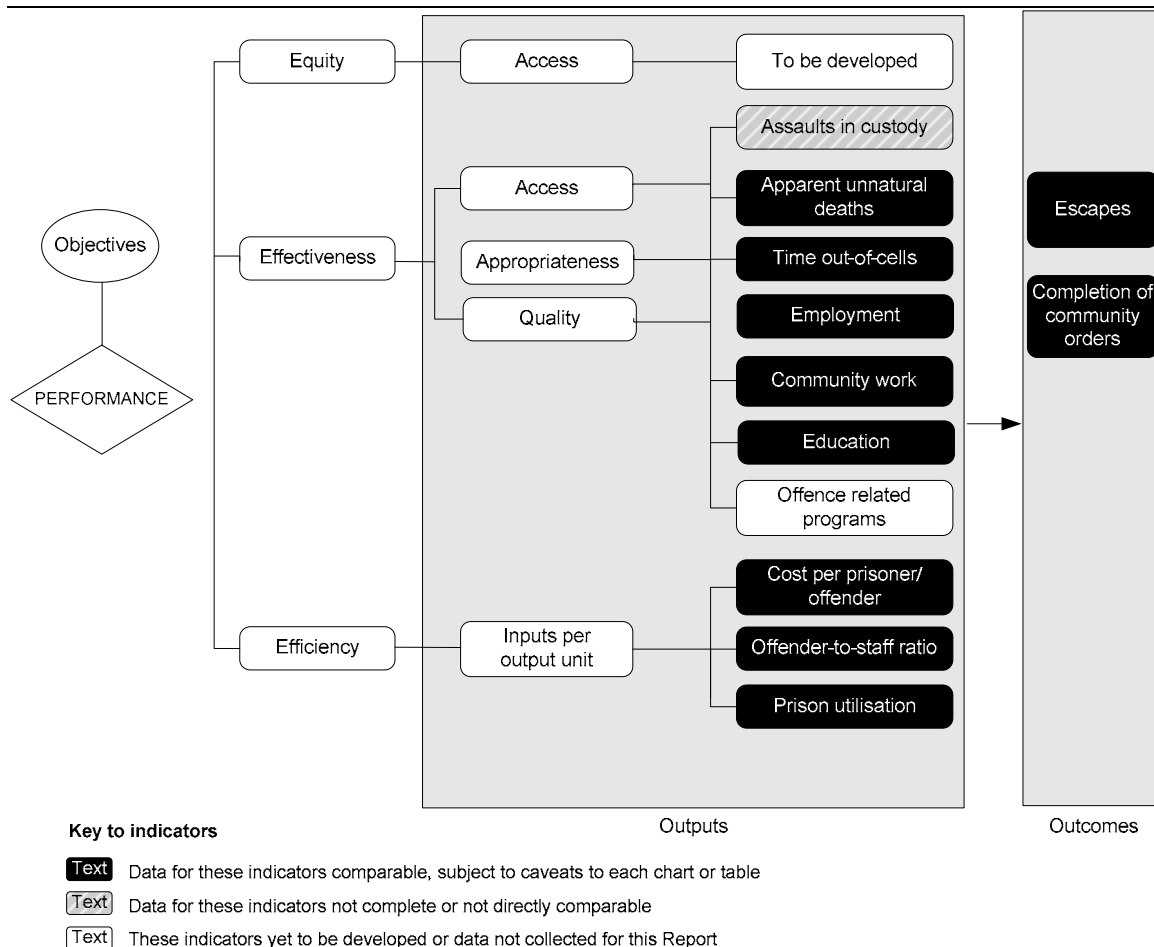 Equity
Access
To be developed
Assaults in custody
Access
Apparent unnatural
deaths
Escapes
Objectives
Effectiveness
Appropriateness
Time out-of-cells
Completion of
community
orders
Quality
Employment
PERFORMANCE
Community work
Education
Offence related
programs
Cost per prisoner/
offender
Efficiency
Inputs per
output unit
Offender-to-staff ratio
Prison utilisation
Outputs
Outcomes
Key to indicators
Text Data for these indicators comparable, subject to caveats to each chart or table
Text Data for these indicators not complete or not directly comparable
Text These indicators yet to be developed or data not collected for this Report